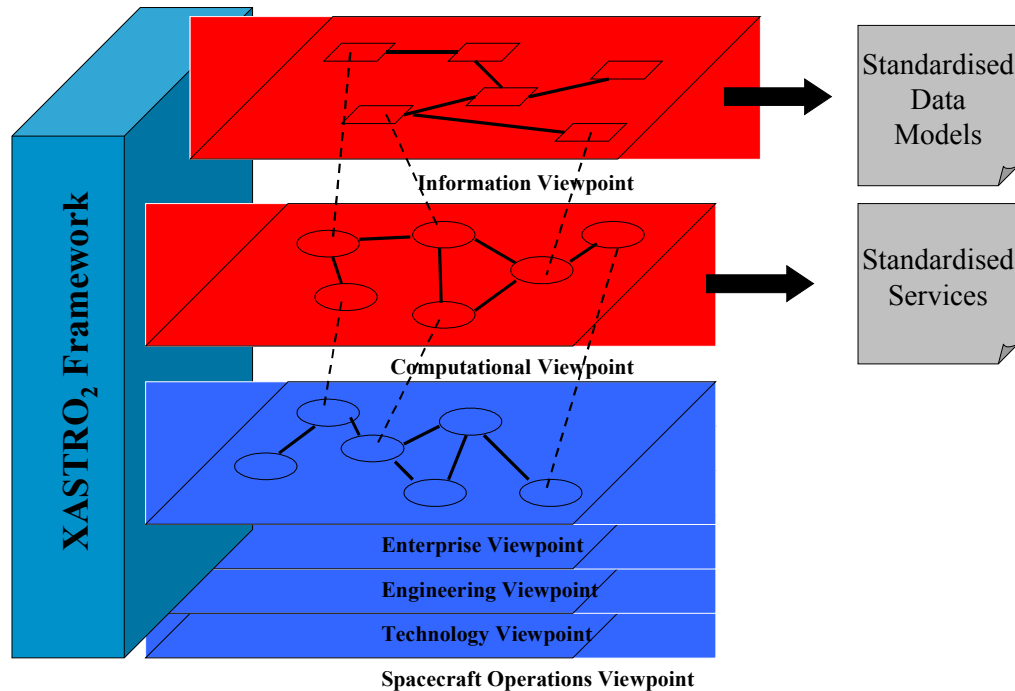 XASTRO₂ Framework
Information Viewpoint
Standardised
Data
Models
Computational Viewpoint
Standardised
Services
Enterprise Viewpoint
Engineering Viewpoint
Technology Viewpoint
Spacecraft Operations Viewpoint